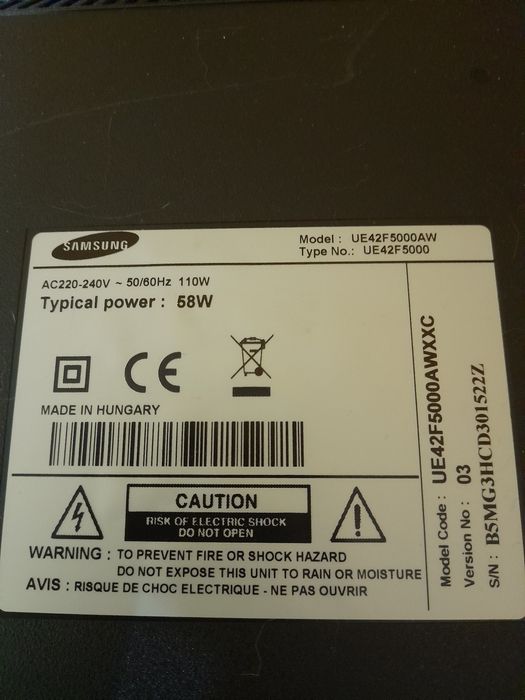 SAMSUNG
Model : UE42F5000AW
Type No.: UE42F5000
AC220-240V ~ 50/60Hz 110W
Typical power : 58W
CE
MADE IN HUNGARY
CAUTION
RISK OF ELECTRIC SHOCK
DO NOT OPEN
WARNING : TO PREVENT FIRE OR SHOCK HAZARD
DO NOT EXPOSE THIS UNIT TO RAIN OR MOISTURE
AVIS : RISQUE DE CHOC ELECTRIQUE - NE PAS OUVRIR
Model Code : UE42F5000AWXXC
Version No : 03
S/N : B5MG3HCD301522Z